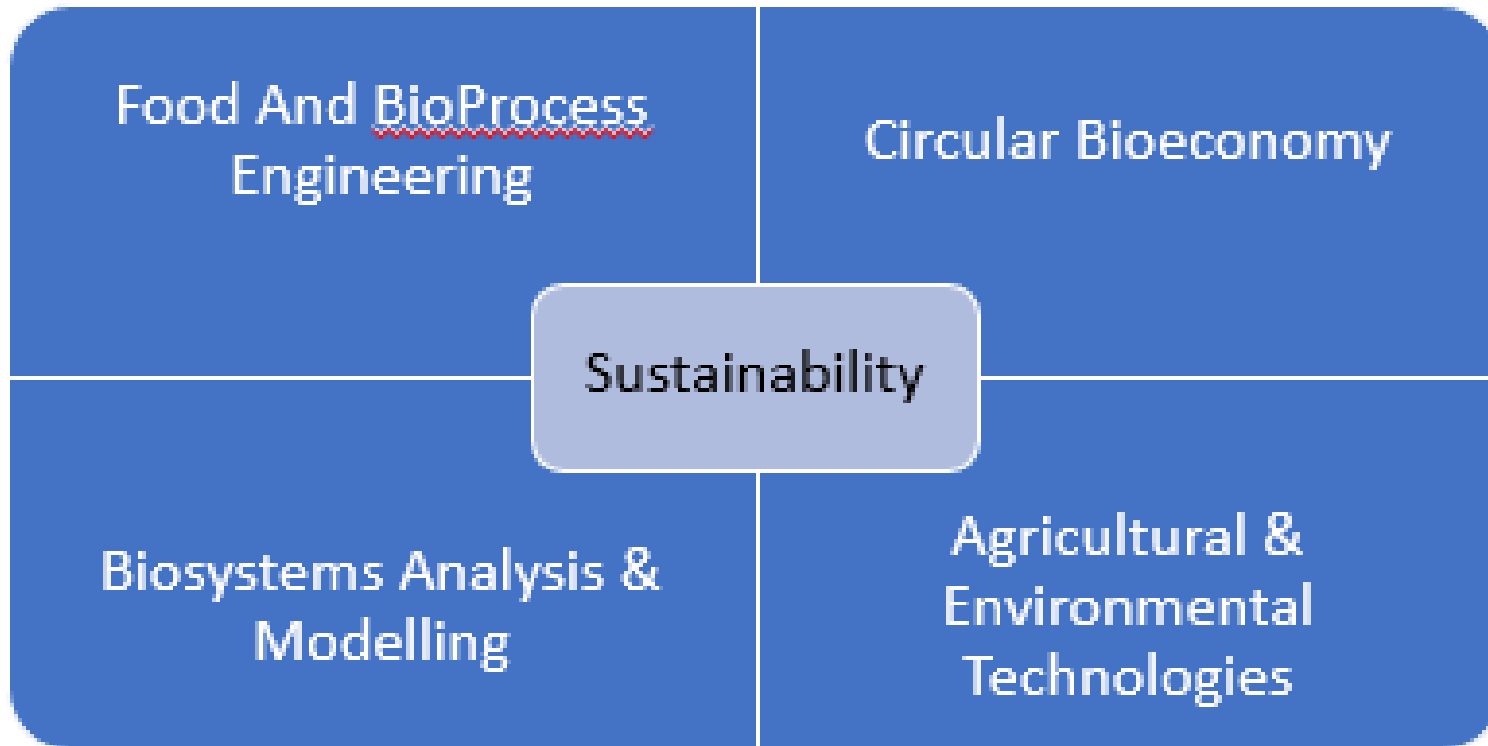 Food And BioProcess
Engineering
Circular Bioeconomy
Sustainability
Biosystems Analysis &
Modelling
Agricultural &
Environmental
Technologies